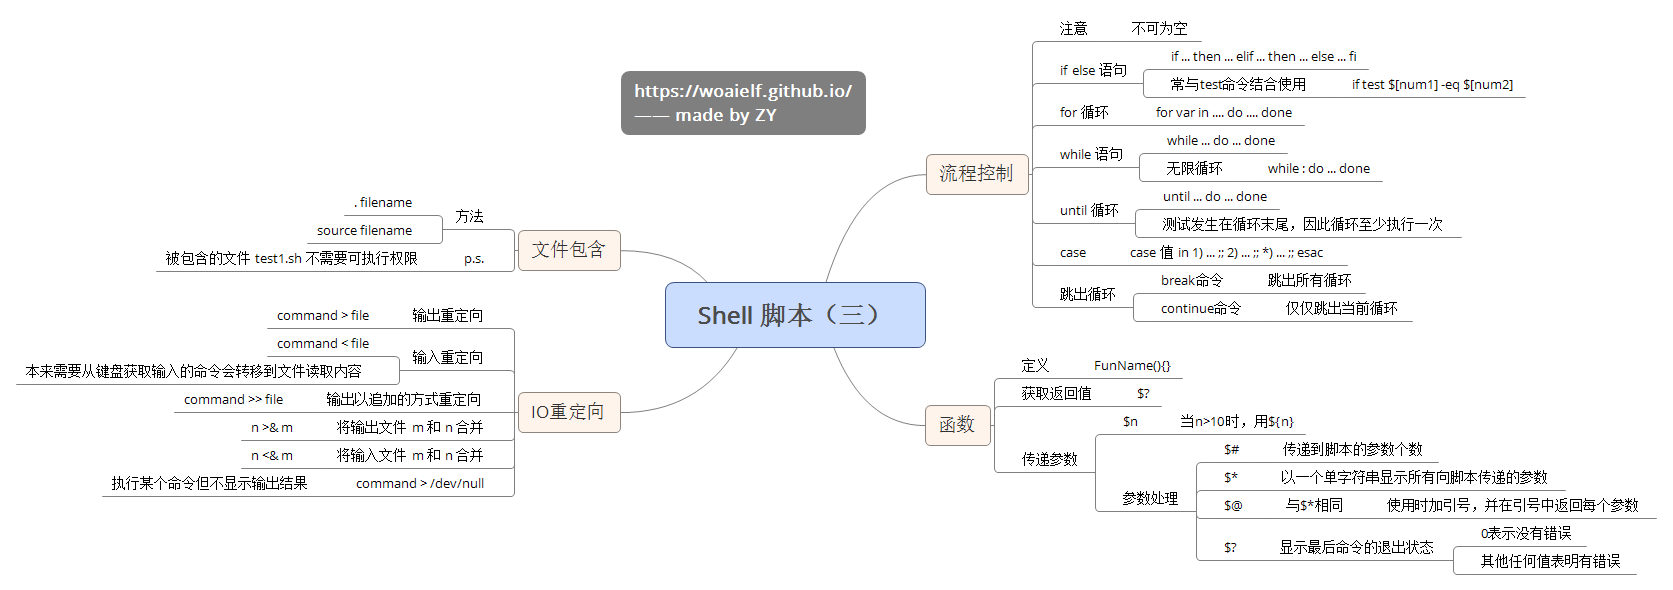 https://woaielf.github.io/
—— made by ZY
Shell 脚本（三）
流程控制
注意 不可为空
if else 语句
if ... then ... elif ... then ... else ... fi
常与test命令结合使用 if test $[num1] -eq $[num2]
for 循环 for var in .... do .... done
while 语句
while ... do ... done
无限循环 while : do ... done
until 循环
until ... do ... done
测试发生在循环末尾，因此循环至少执行一次
case case 值 in 1) ... ;; 2) ... ;; *) ... ;; esac
跳出循环
break命令 跳出所有循环
continue命令 仅仅跳出当前循环
函数
定义 FunName(){}
获取返回值 $?
传递参数
$n 当n>10时，用${n}
参数处理
$# 传递到脚本的参数个数
$* 以一个单字符串显示所有向脚本传递的参数
$@ 与$*相同 使用时加引号，并在引号中返回每个参数
$? 显示最后命令的退出状态
0表示没有错误
其他任何值表明有错误
文件包含
方法
. filename
source filename
被包含的文件 test1.sh 不需要可执行权限 p.s.
IO重定向
command > file 输出重定向
输入重定向
command < file
本来需要从键盘获取输入的命令会转移到文件读取内容
command >> file 输出以追加的方式重定向
n >& m 将输出文件 m 和 n 合并
n <& m 将输入文件 m 和 n 合并
执行某个命令但不显示输出结果 command > /dev/null